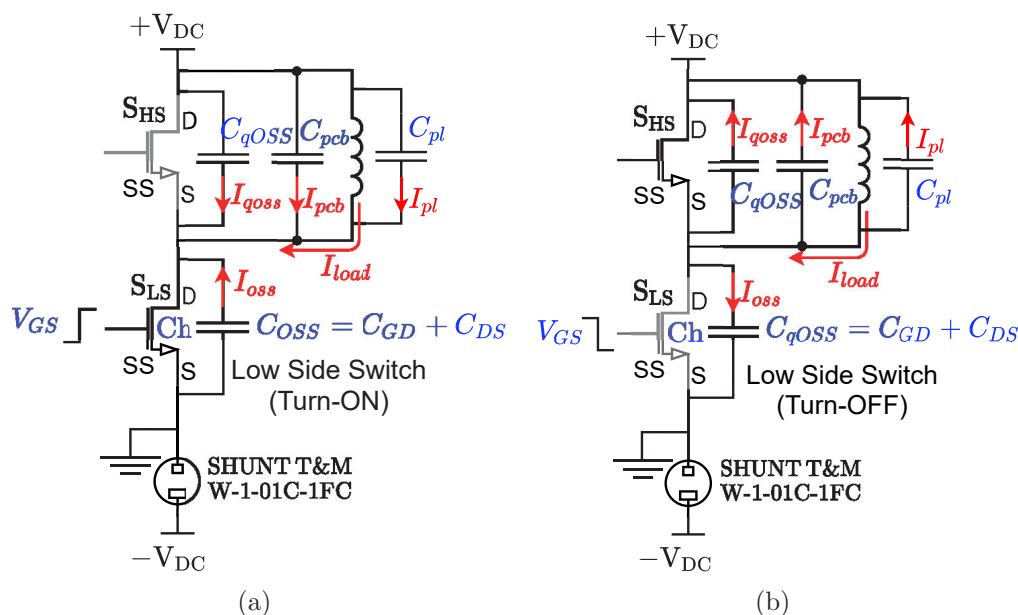 +V_DC
S_HS
D
C_qOSS
C_pcb
C_pl
SS
S
I_qoss
I_pcb
I_pl
I_load
S_LS
D
I_oss
V_GS
Ch
C_OSS = C_GD + C_DS
SS
S
Low Side Switch
(Turn-ON)
SHUNT T&M
W-1-01C-1FC
−V_DC
(a)
+V_DC
S_HS
D
I_qoss
I_pcb
I_pl
SS
S
C_qOSS
C_pcb
C_pl
I_load
S_LS
D
I_oss
V_GS
Ch
C_qOSS = C_GD + C_DS
SS
S
Low Side Switch
(Turn-OFF)
SHUNT T&M
W-1-01C-1FC
−V_DC
(b)